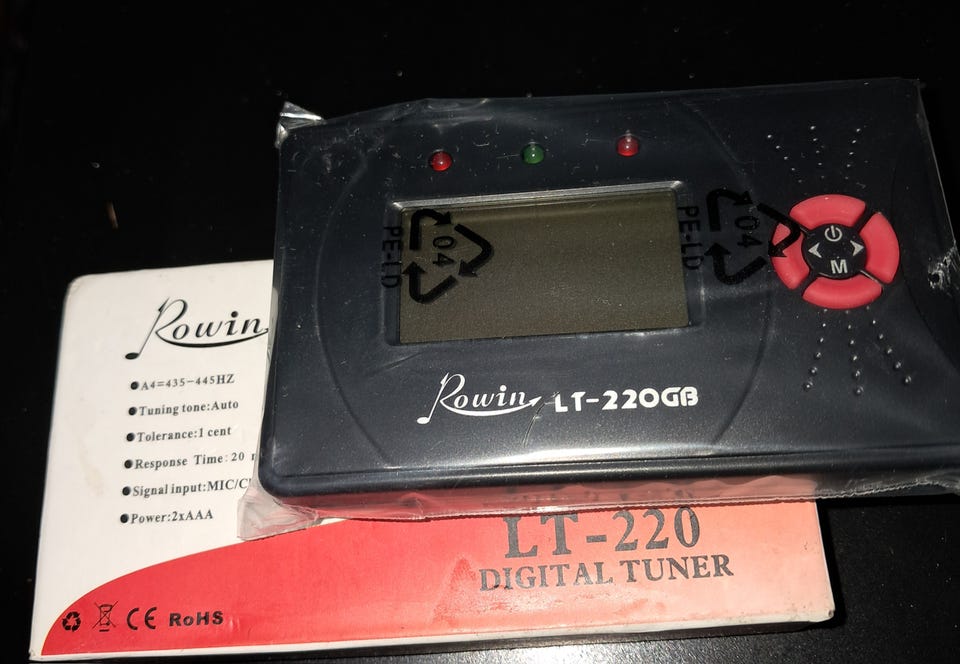 04
PE-LD
04
PE-LD
M
Rowin LT-220GB
Rowin
●A4=435-445HZ
●Tuning tone:Auto
●Tolerance:1 cent
●Response Time: 20
●Signal input:MIC/
●Power:2xAAA
LT-220
DIGITAL TUNER
CE RoHS